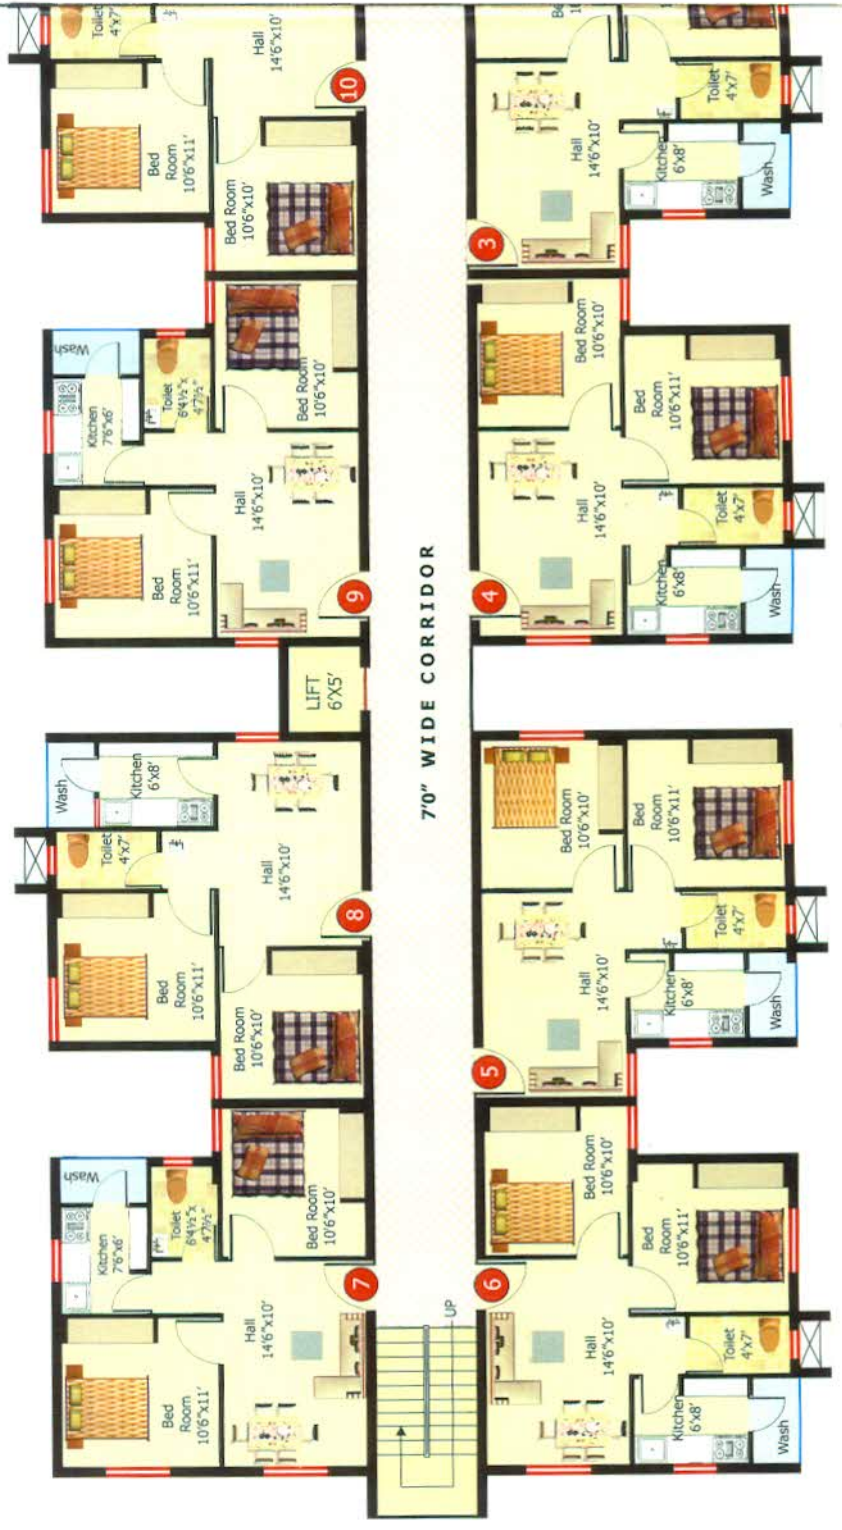 Toilet
4'x7'
Hall
14'6"x10'
10
Bed
Room
10'6"x11'
Bed Room
10'6"x10'
Toilet
4'x7'
Hall
14'6"x10'
Kitchen
6'x8'
Wash
3
Wash
Kitchen
7'6"x6'
Toilet
6'4½"x
4'7½"
Bed Room
10'6"x10'
Hall
14'6"x10'
Bed
Room
10'6"x11'
9
Bed Room
10'6"x10'
Bed
Room
10'6"x11'
Hall
14'6"x10'
Toilet
4'x7'
Kitchen
6'x8'
Wash
4
7'0" WIDE CORRIDOR
LIFT
6'X5'
Wash
Kitchen
6'x8'
Toilet
4'x7'
Hall
14'6"x10'
8
Bed
Room
10'6"x11'
Bed Room
10'6"x10'
Bed Room
10'6"x10'
Bed
Room
10'6"x11'
Hall
14'6"x10'
Toilet
4'x7'
Kitchen
6'x8'
Wash
5
Wash
Kitchen
7'6"x6'
Toilet
6'4½"x
4'7½"
Bed Room
10'6"x10'
7
Hall
14'6"x10'
Bed
Room
10'6"x11'
Bed Room
10'6"x10'
Bed
Room
10'6"x11'
6
Hall
14'6"x10'
Toilet
4'x7'
Kitchen
6'x8'
Wash
UP